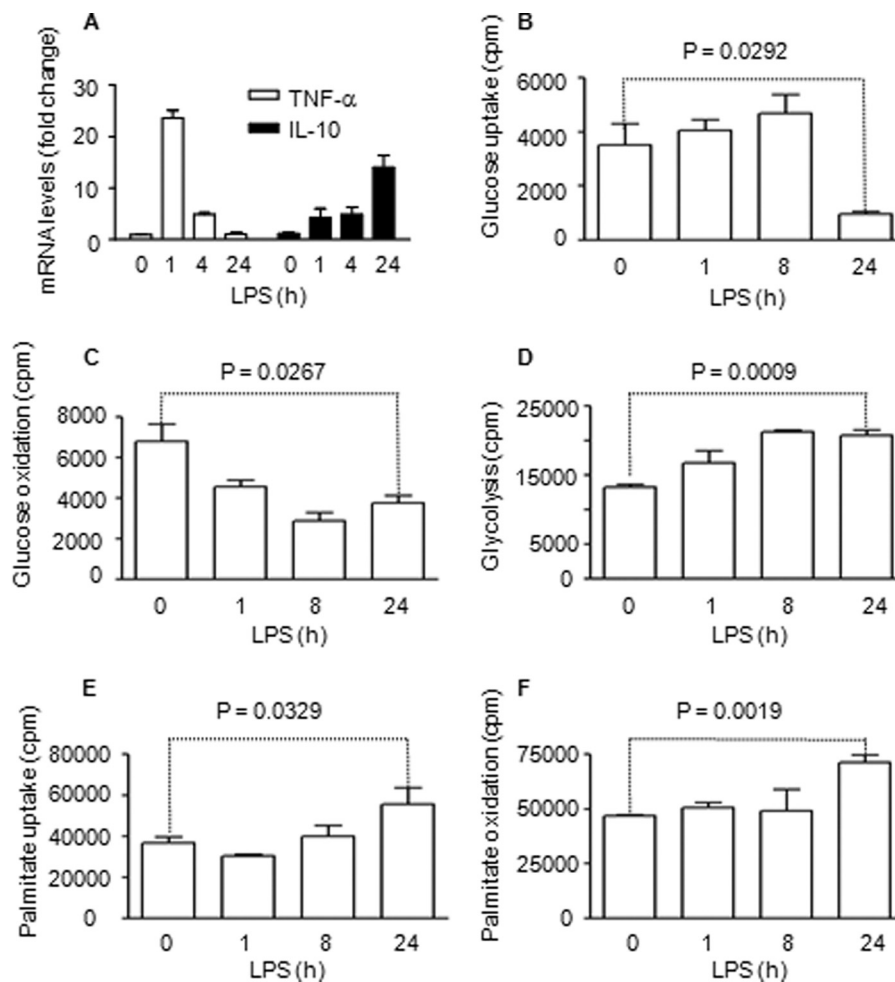 A
mRNA levels (fold change)
30
20
10
0
TNF-α
IL-10
0 1 4 24 0 1 4 24
LPS (h)
B
P = 0.0292
Glucose uptake (cpm)
6000
4000
2000
0
0 1 8 24
LPS (h)
C
P = 0.0267
Glucose oxidation (cpm)
8000
6000
4000
2000
0
0 1 8 24
LPS (h)
D
P = 0.0009
Glycolysis (cpm)
25000
15000
5000
0
0 1 8 24
LPS (h)
E
P = 0.0329
Palmitate uptake (cpm)
80000
60000
40000
20000
0
0 1 8 24
LPS (h)
F
P = 0.0019
Palmitate oxidation (cpm)
75000
50000
25000
0
0 1 8 24
LPS (h)